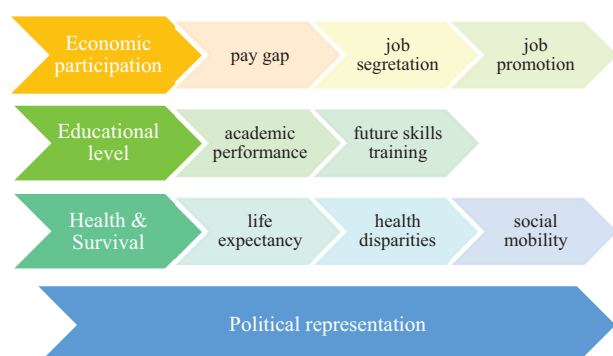 Economic
participation
pay gap
job
segretation
job
promotion
Educational
level
academic
performance
future skills
training
Health &
Survival
life
expectancy
health
disparities
social
mobility
Political representation